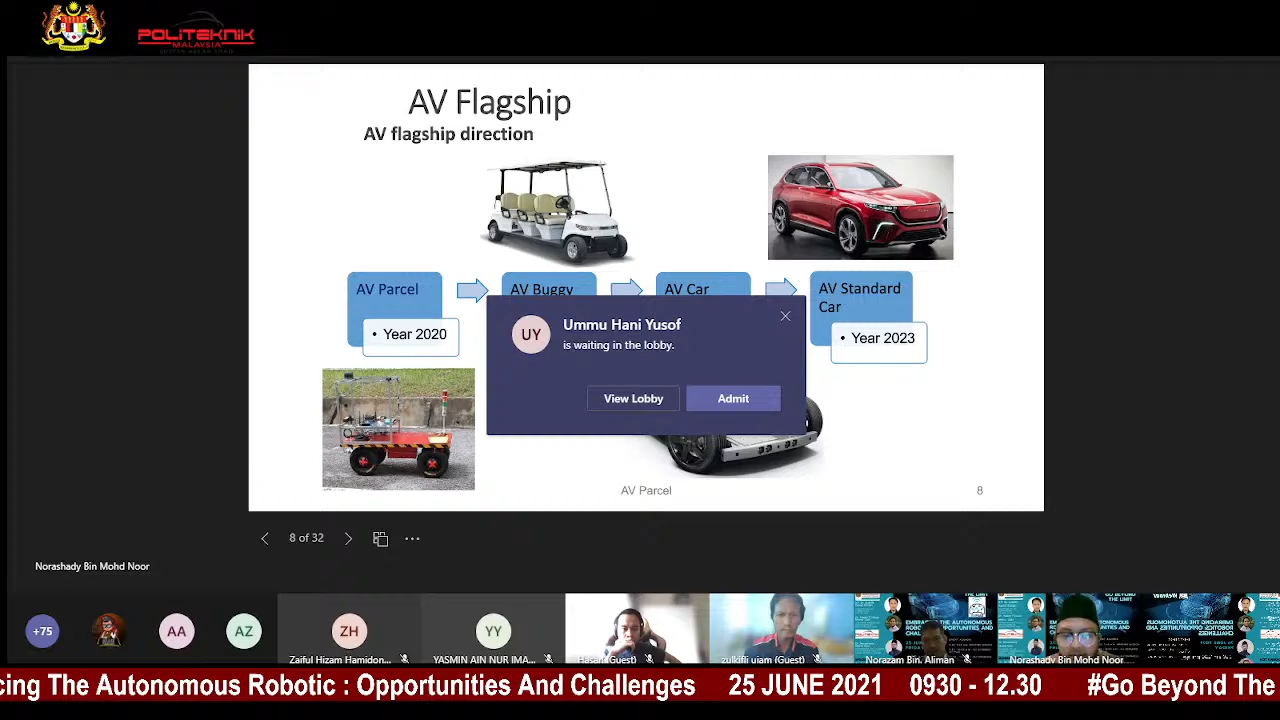 POLITEKNIK
MALAYSIA
AV Flagship
AV flagship direction
AV Parcel
AV Buggy
AV Car
AV Standard
Car
• Year 2020
• Year 2023
UY
Ummu Hani Yusof
is waiting in the lobby.
View Lobby
Admit
AV Parcel
8
8 of 32
Norashady Bin Mohd Noor
+75
AA
AZ
ZH
YY
Zaiful Hizam Hamidon...
YASMIN AIN NUR IMA...
Hasan (Guest)
zulkifli ujam (Guest)
Norazam Bin. Aliman
Norashady Bin Mohd Noor
cing The Autonomous Robotic : Opportunities And Challenges 25 JUNE 2021 0930 - 12.30 #Go Beyond The